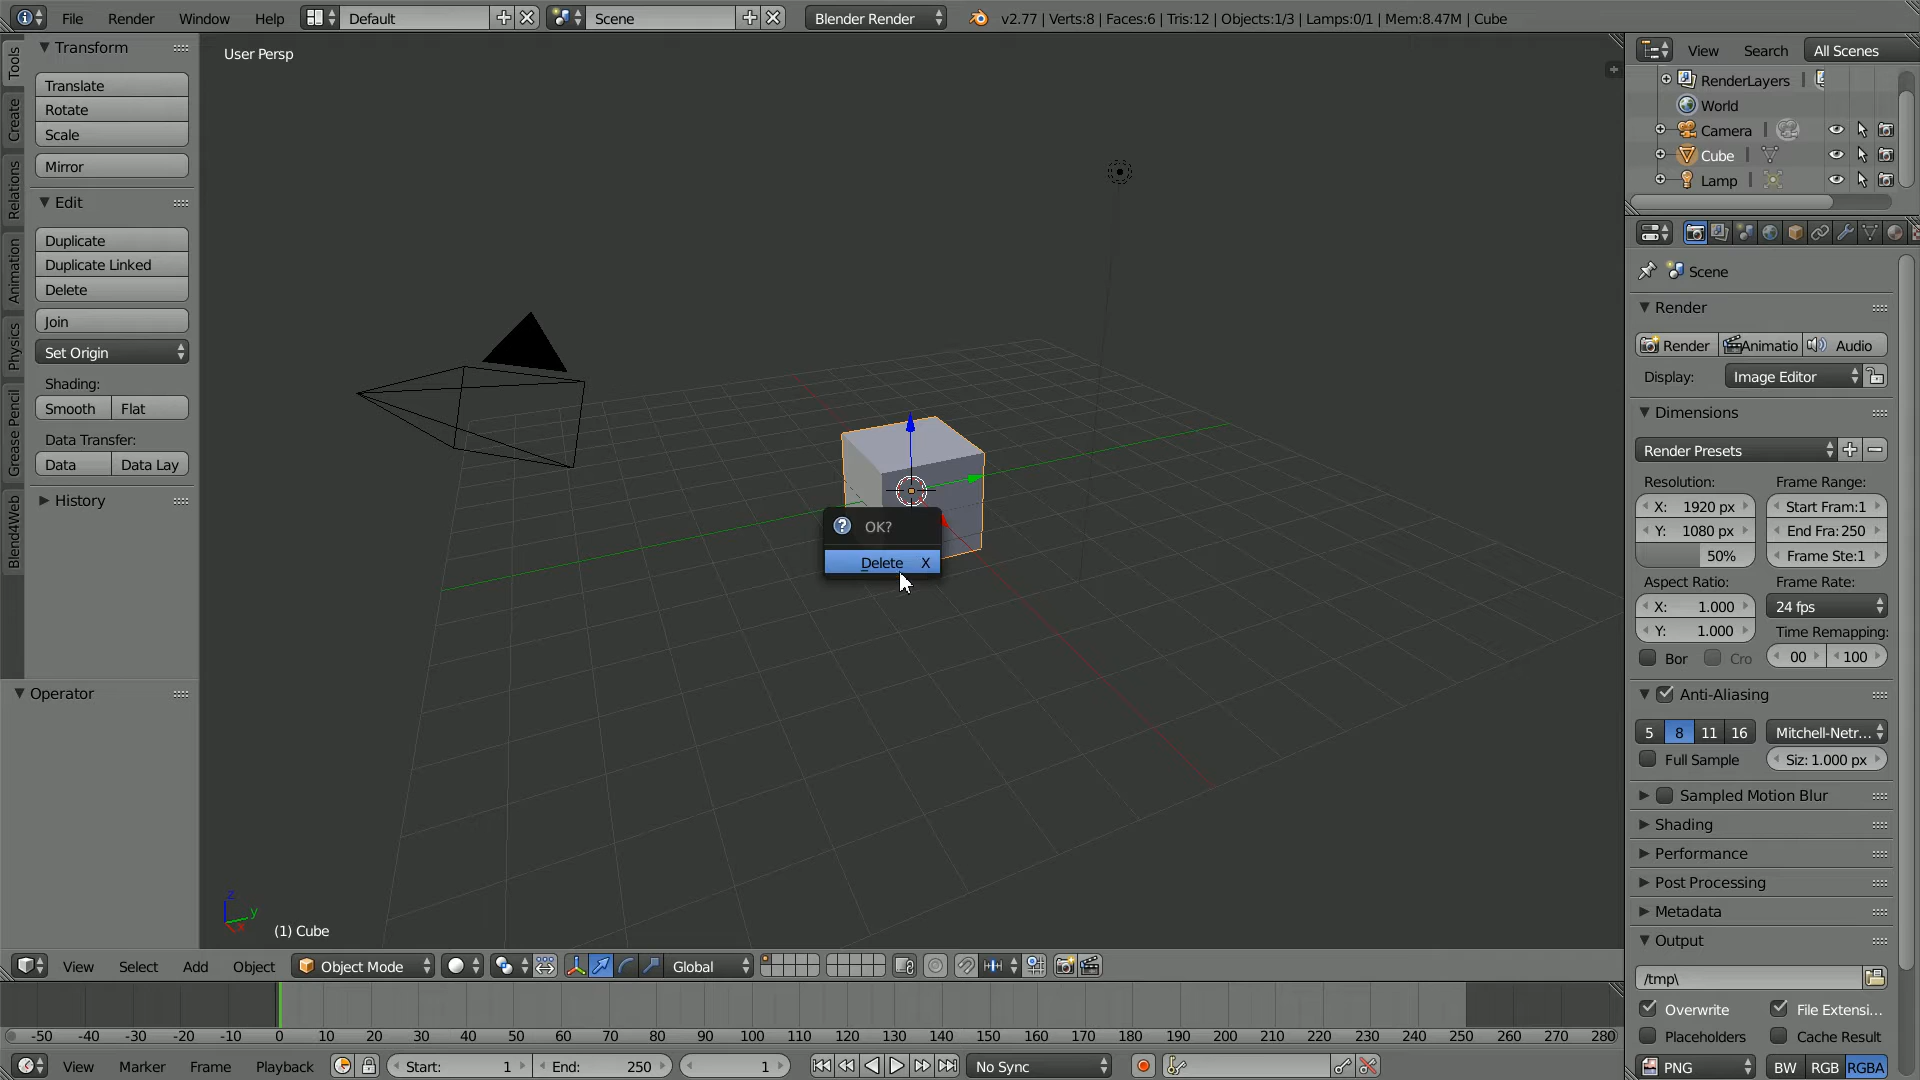 File Render Window Help Default Scene Blender Render v2.77 | Verts:8 | Faces:6 | Tris:12 | Objects:1/3 | Lamps:0/1 | Mem:8.47M | Cube
Tools
Create
Relations
Animation
Physics
Grease Pencil
Blend4Web
Transform
Translate
Rotate
Scale
Mirror
Edit
Duplicate
Duplicate Linked
Delete
Join
Set Origin
Shading:
Smooth Flat
Data Transfer:
Data Data Lay
History
Operator
User Persp
OK?
Delete X
z
y
x
(1) Cube
View Select Add Object Object Mode Global
-50 -40 -30 -20 -10 0 10 20 30 40 50 60 70 80 90 100 110 120 130 140 150 160 170 180 190 200 210 220 230 240 250 260 270 280
View Marker Frame Playback Start: 1 End: 250 1 No Sync
View Search All Scenes
RenderLayers
World
Camera
Cube
Lamp
Scene
Render
Render Animatio Audio
Display: Image Editor
Dimensions
Render Presets
Resolution: Frame Range:
X: 1920 px Start Fram:1
Y: 1080 px End Fra:250
50% Frame Ste:1
Aspect Ratio: Frame Rate:
X: 1.000 24 fps
Y: 1.000 Time Remapping:
Bor Cro 00 100
Anti-Aliasing
5 8 11 16 Mitchell-Netr...
Full Sample Siz: 1.000 px
Sampled Motion Blur
Shading
Performance
Post Processing
Metadata
Output
/tmp\
Overwrite File Extensi...
Placeholders Cache Result
PNG BW RGB RGBA